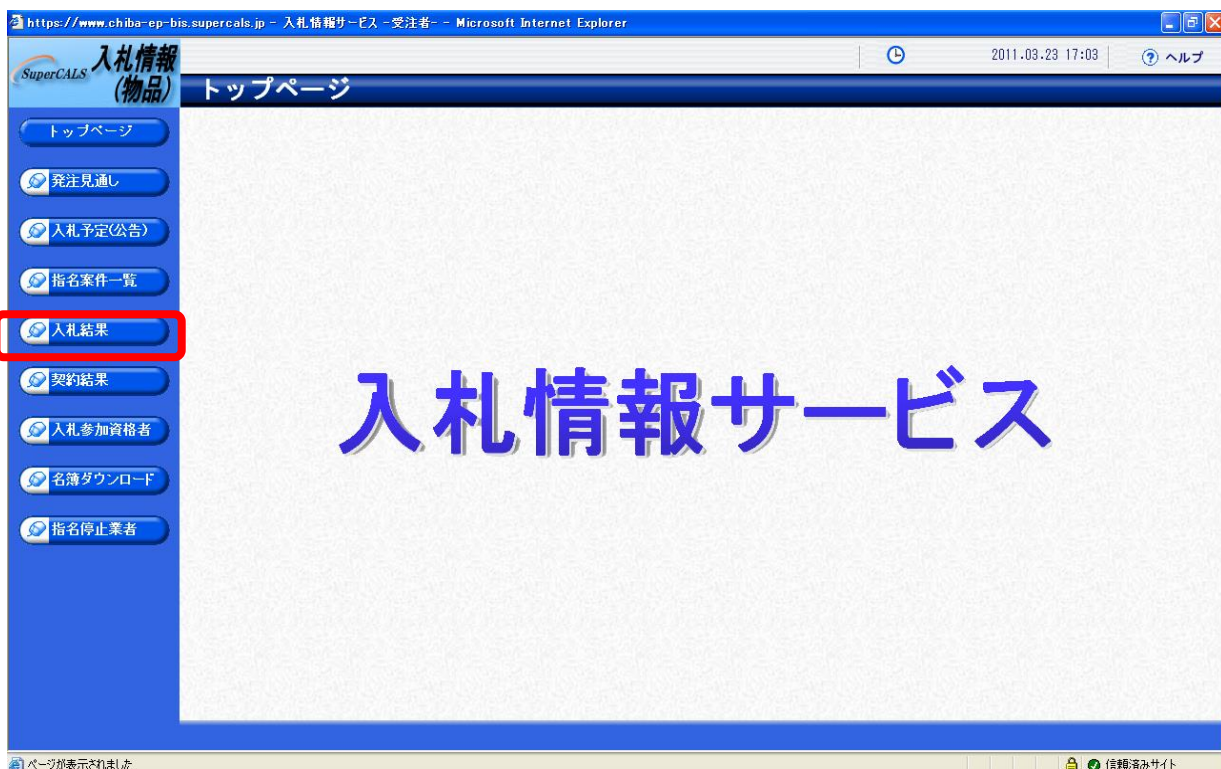 https://www.chiba-ep-bis.supercals.jp - 入札情報サービス -受注者- - Microsoft Internet Explorer
SuperCALS 入札情報
(物品)
2011.03.23 17:03
ヘルプ
トップページ
トップページ
発注見通し
入札予定(公告)
指名案件一覧
入札結果
契約結果
入札参加資格者
名簿ダウンロード
指名停止業者
入札情報サービス
ページが表示されました
信頼済みサイト